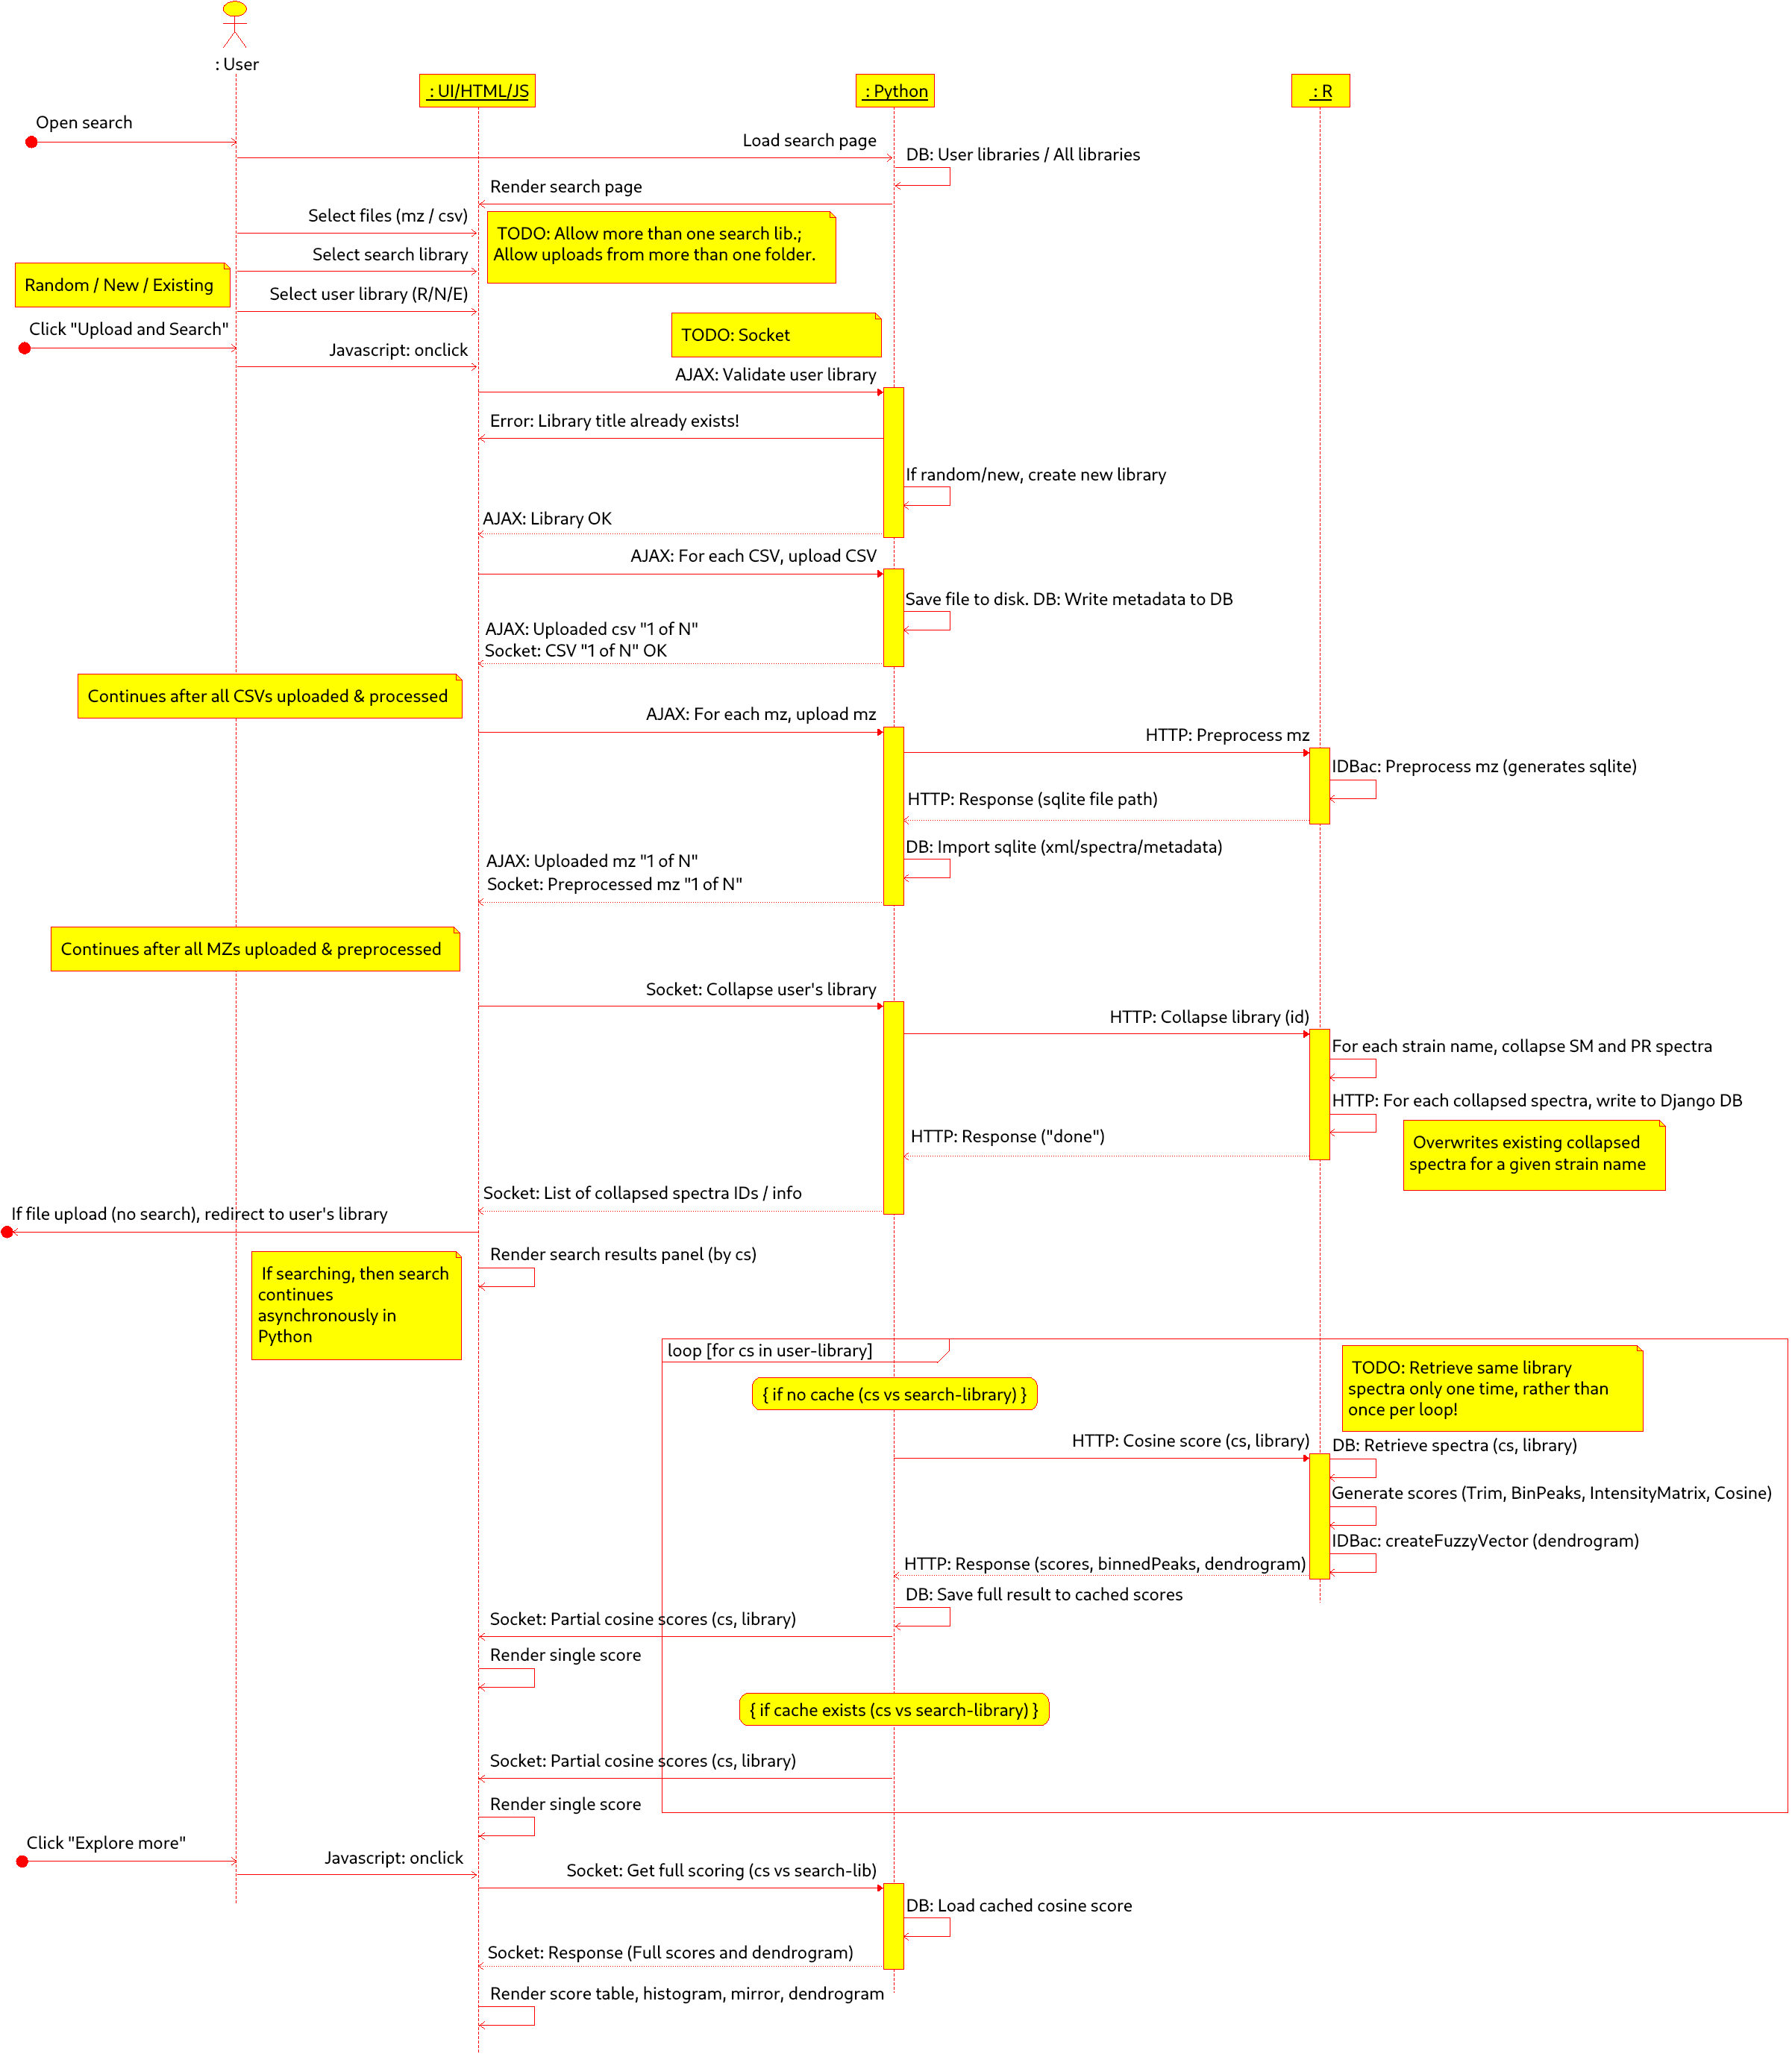 : User
: UI/HTML/JS
: Python
: R
Open search
Load search page
DB: User libraries / All libraries
Render search page
Select files (mz / csv)
TODO: Allow more than one search lib.;
Allow uploads from more than one folder.
Select search library
Random / New / Existing
Select user library (R/N/E)
Click "Upload and Search"
TODO: Socket
Javascript: onclick
AJAX: Validate user library
Error: Library title already exists!
If random/new, create new library
AJAX: Library OK
AJAX: For each CSV, upload CSV
Save file to disk. DB: Write metadata to DB
AJAX: Uploaded csv "1 of N"
Socket: CSV "1 of N" OK
Continues after all CSVs uploaded & processed
AJAX: For each mz, upload mz
HTTP: Preprocess mz
IDBac: Preprocess mz (generates sqlite)
HTTP: Response (sqlite file path)
DB: Import sqlite (xml/spectra/metadata)
AJAX: Uploaded mz "1 of N"
Socket: Preprocessed mz "1 of N"
Continues after all MZs uploaded & preprocessed
Socket: Collapse user's library
HTTP: Collapse library (id)
For each strain name, collapse SM and PR spectra
HTTP: For each collapsed spectra, write to Django DB
HTTP: Response ("done")
Overwrites existing collapsed
spectra for a given strain name
Socket: List of collapsed spectra IDs / info
If file upload (no search), redirect to user's library
Render search results panel (by cs)
If searching, then search
continues
asynchronously in
Python
loop [for cs in user-library]
TODO: Retrieve same library
spectra only one time, rather than
once per loop!
{ if no cache (cs vs search-library) }
HTTP: Cosine score (cs, library)
DB: Retrieve spectra (cs, library)
Generate scores (Trim, BinPeaks, IntensityMatrix, Cosine)
IDBac: createFuzzyVector (dendrogram)
HTTP: Response (scores, binnedPeaks, dendrogram)
DB: Save full result to cached scores
Socket: Partial cosine scores (cs, library)
Render single score
{ if cache exists (cs vs search-library) }
Socket: Partial cosine scores (cs, library)
Render single score
Click "Explore more"
Javascript: onclick
Socket: Get full scoring (cs vs search-lib)
DB: Load cached cosine score
Socket: Response (Full scores and dendrogram)
Render score table, histogram, mirror, dendrogram